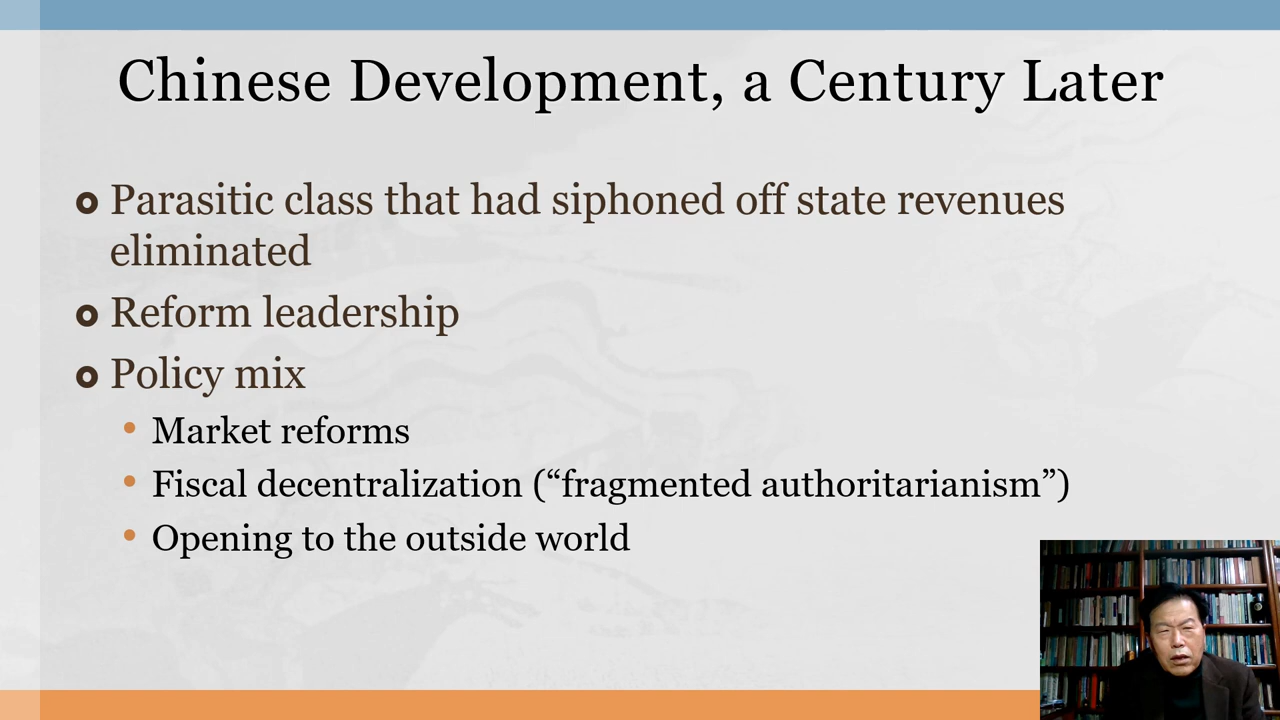 Chinese Development, a Century Later
Parasitic class that had siphoned off state revenues
eliminated
Reform leadership
Policy mix
Market reforms
Fiscal decentralization (“fragmented authoritarianism”)
Opening to the outside world